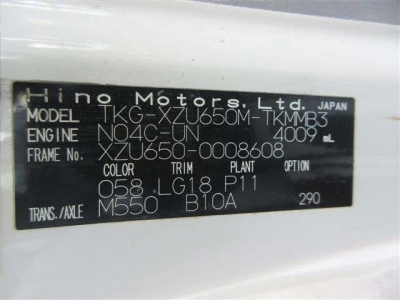 Hino Motors, Ltd. JAPAN
MODEL TKG-XZU650M-TKMMB3
ENGINE N04C-UN 4009 mL
FRAME No. XZU650-0008608
COLOR TRIM PLANT OPTION
058 LG18 P11
TRANS./AXLE M550 B10A 290